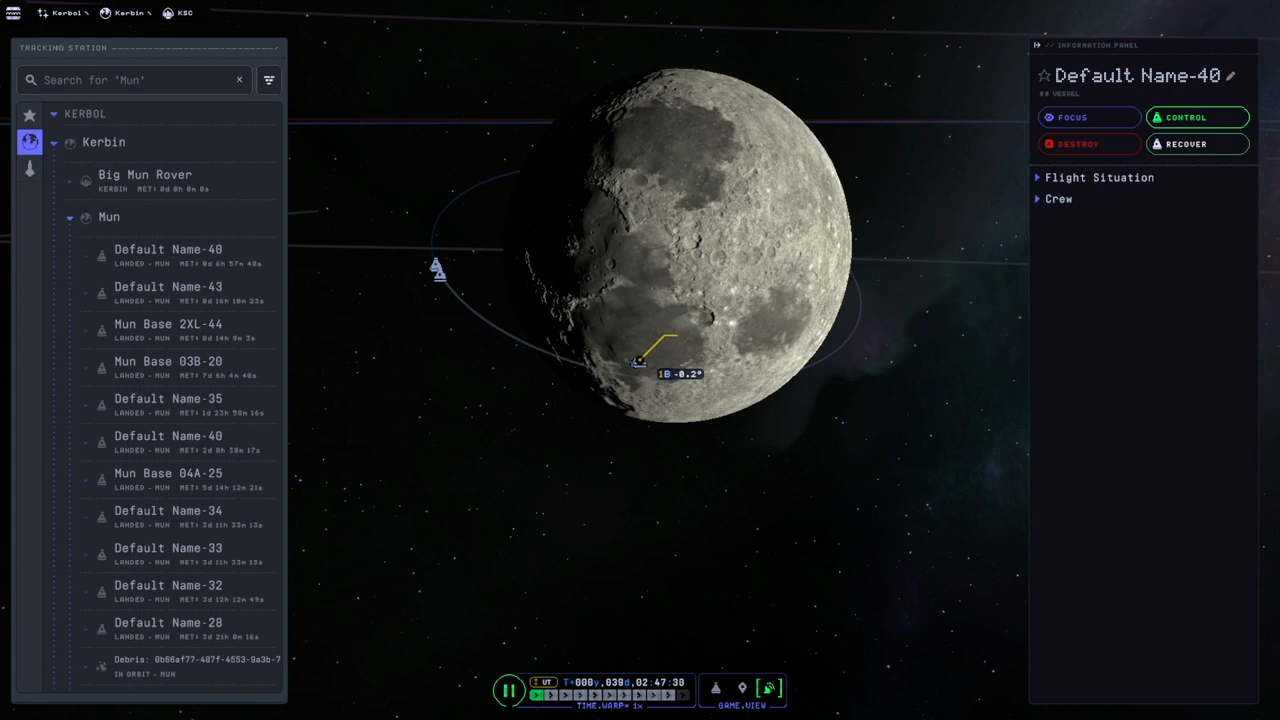 Kerbol \ Kerbin \ KSC
TRACKING STATION
Search for "Mun"
KERBOL
Kerbin
Big Mun Rover
KERBIN MET: 0d 0h 0m 0s
Mun
Default Name-40
LANDED - MUN MET: 0d 6h 57m 40s
Default Name-43
LANDED - MUN MET: 0d 16h 10m 23s
Mun Base 2XL-44
LANDED - MUN MET: 0d 14h 9m 3s
Mun Base 03B-20
LANDED - MUN MET: 7d 6h 4m 40s
Default Name-35
LANDED - MUN MET: 1d 23h 50m 16s
Default Name-40
LANDED - MUN MET: 2d 8h 38m 17s
Mun Base 04A-25
LANDED - MUN MET: 5d 14h 12m 21s
Default Name-34
LANDED - MUN MET: 3d 11h 33m 13s
Default Name-33
LANDED - MUN MET: 3d 11h 33m 13s
Default Name-32
LANDED - MUN MET: 3d 12h 12m 49s
Default Name-28
LANDED - MUN MET: 3d 21h 0m 16s
IN ORBIT - MUN
-0.2°
UT T+000y,039d,02:47:30
TIME.WARP= 1x
GAME.VIEW
// INFORMATION PANEL
Default Name-40
VESSEL
FOCUS
CONTROL
DESTROY
RECOVER
Flight Situation
Crew